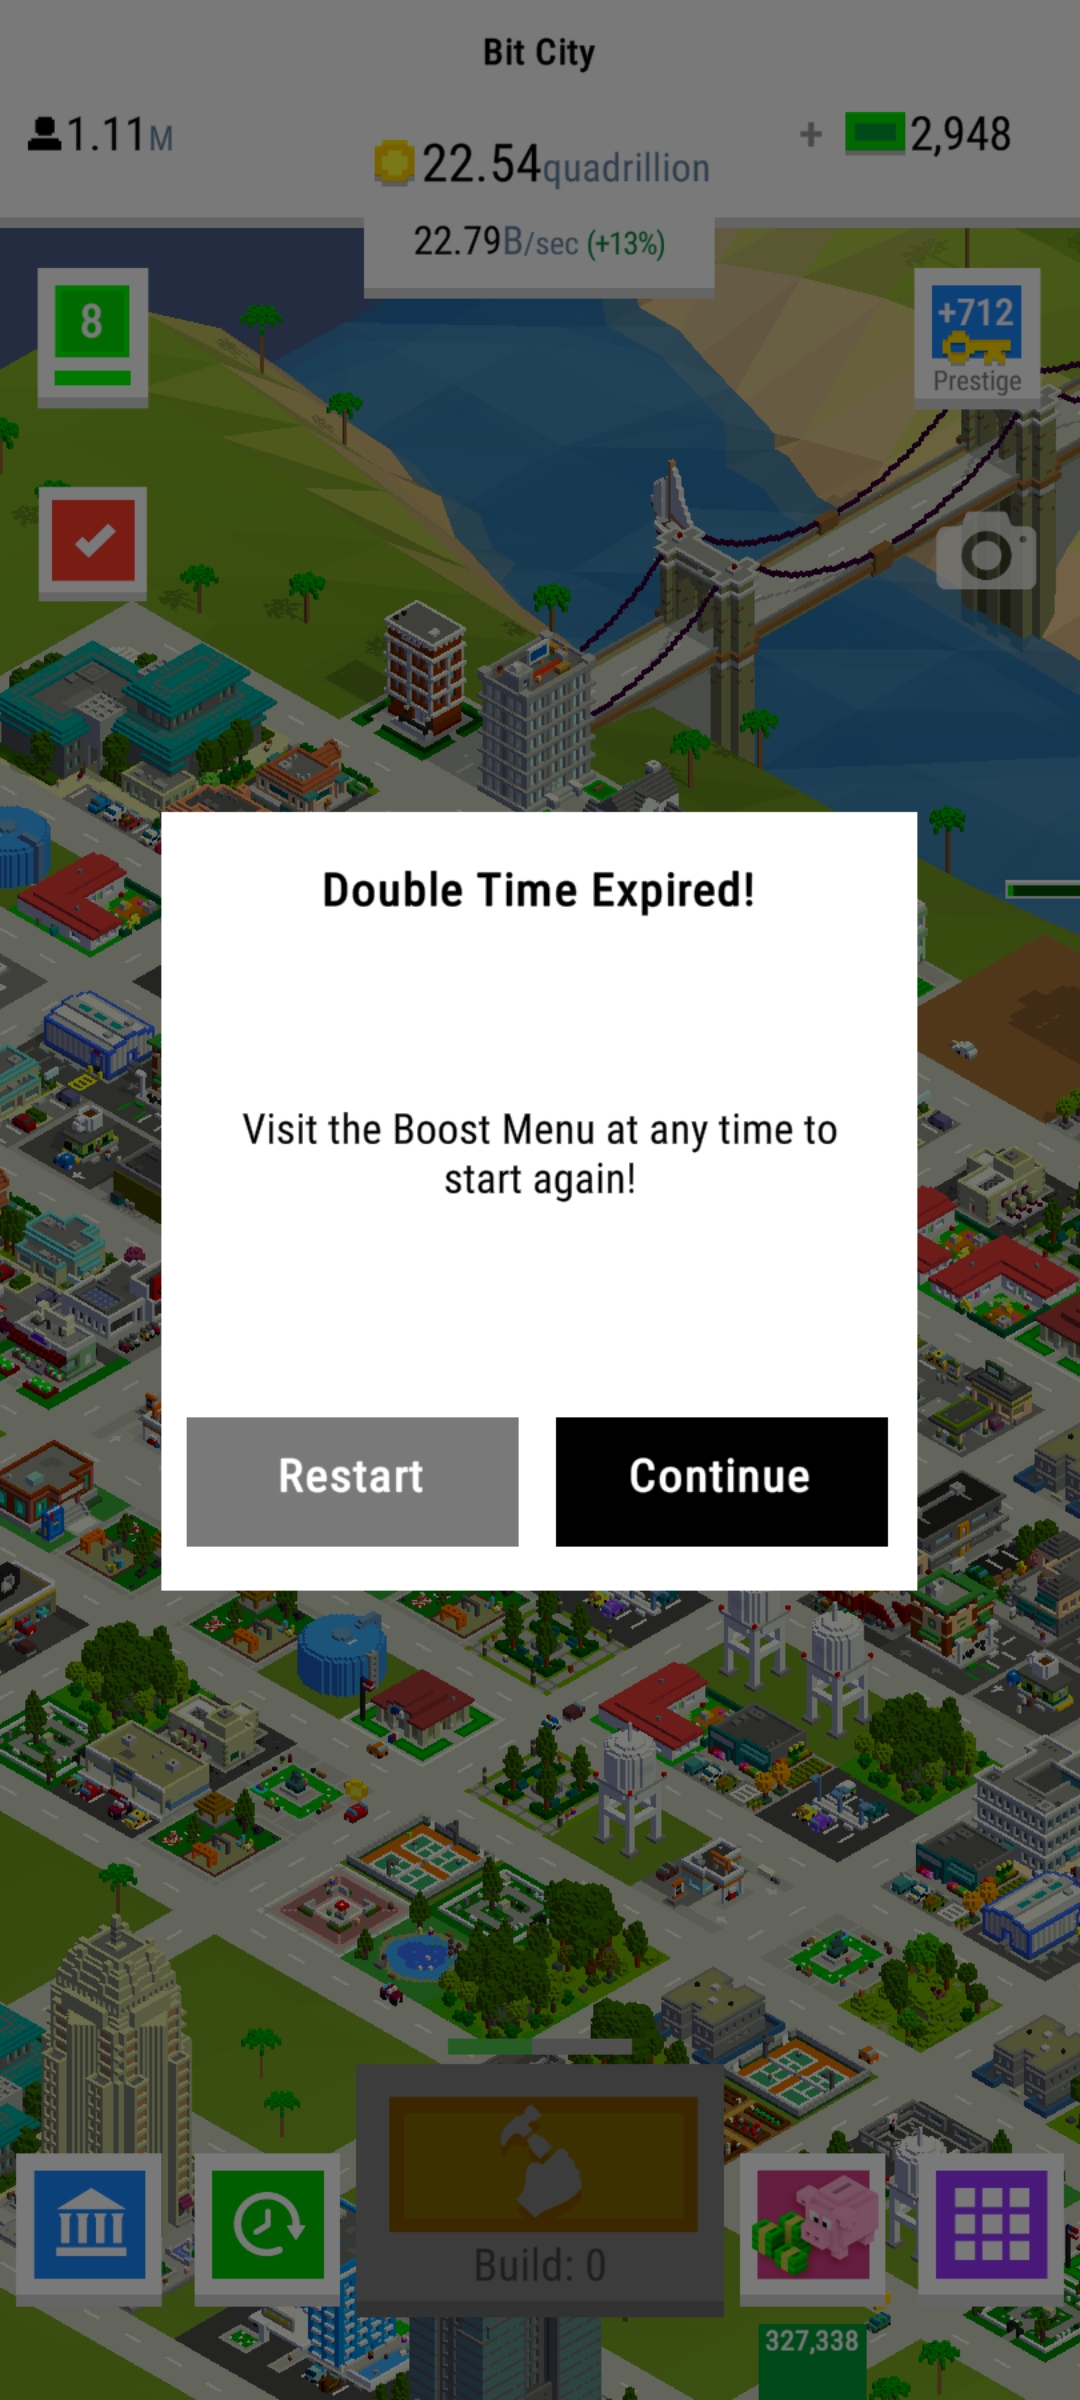 Bit City
1.11M
22.54quadrillion
+ 2,948
22.79B/sec (+13%)
8
+712
Prestige
Double Time Expired!
Visit the Boost Menu at any time to
start again!
Restart
Continue
Build: 0
327,338